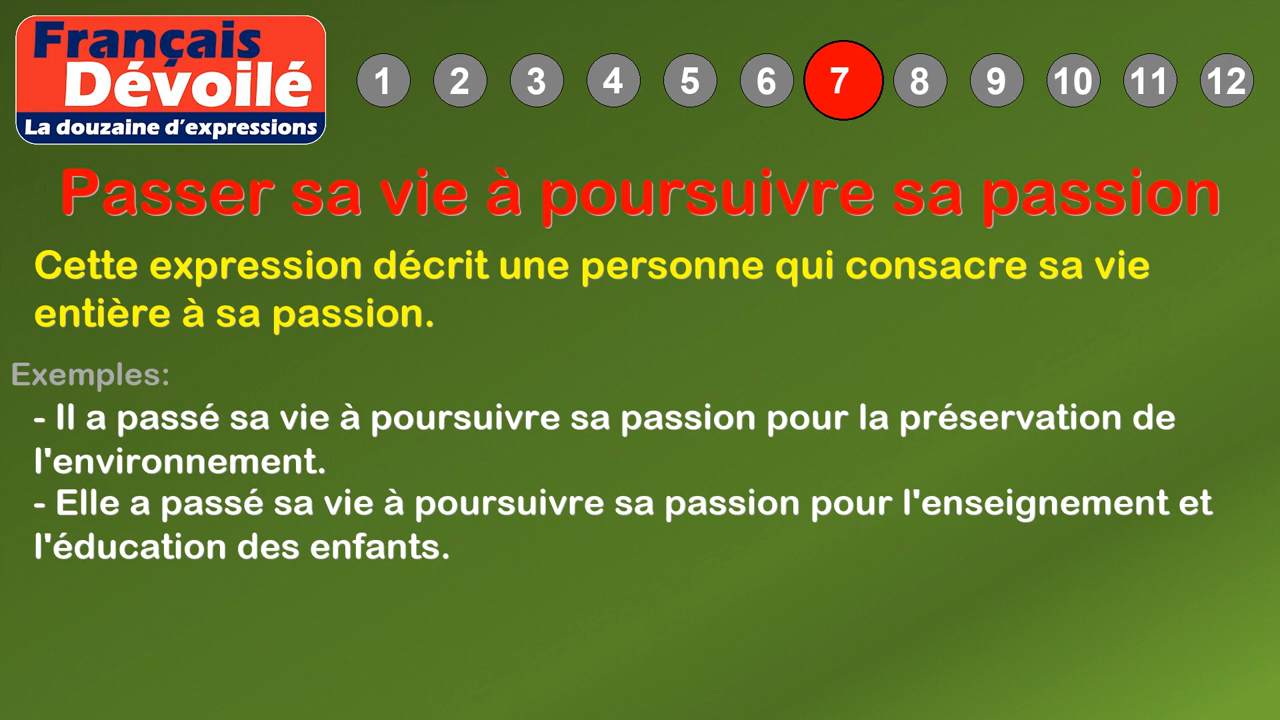 Français
Dévoilé
La douzaine d'expressions
1 2 3 4 5 6 7 8 9 10 11 12
Passer sa vie à poursuivre sa passion
Cette expression décrit une personne qui consacre sa vie
entière à sa passion.
Exemples:
- Il a passé sa vie à poursuivre sa passion pour la préservation de
l'environnement.
- Elle a passé sa vie à poursuivre sa passion pour l'enseignement et
l'éducation des enfants.